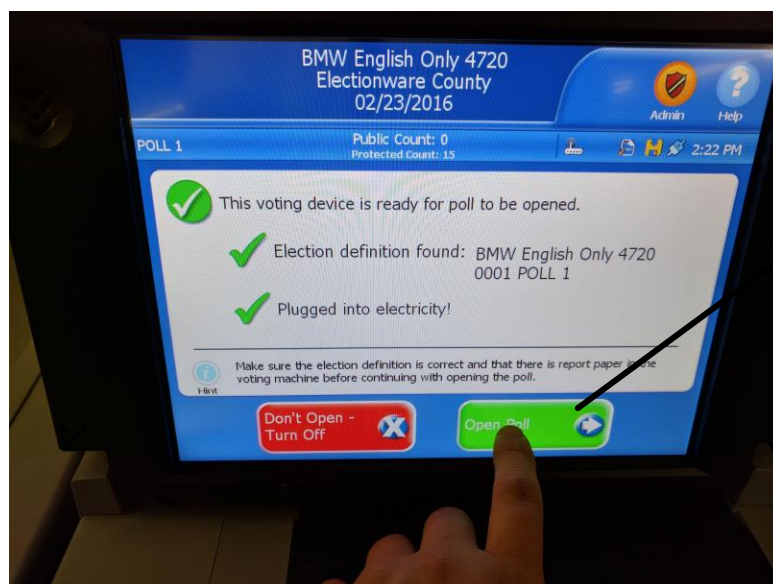 BMW English Only 4720
Electionware County
02/23/2016
Admin
Help
POLL 1
Public Count: 0
Protected Count: 15
2:22 PM
This voting device is ready for poll to be opened.
Election definition found: BMW English Only 4720
0001 POLL 1
Plugged into electricity!
Hint
Make sure the election definition is correct and that there is report paper in the
voting machine before continuing with opening the poll.
Don't Open -
Turn Off
Open Poll